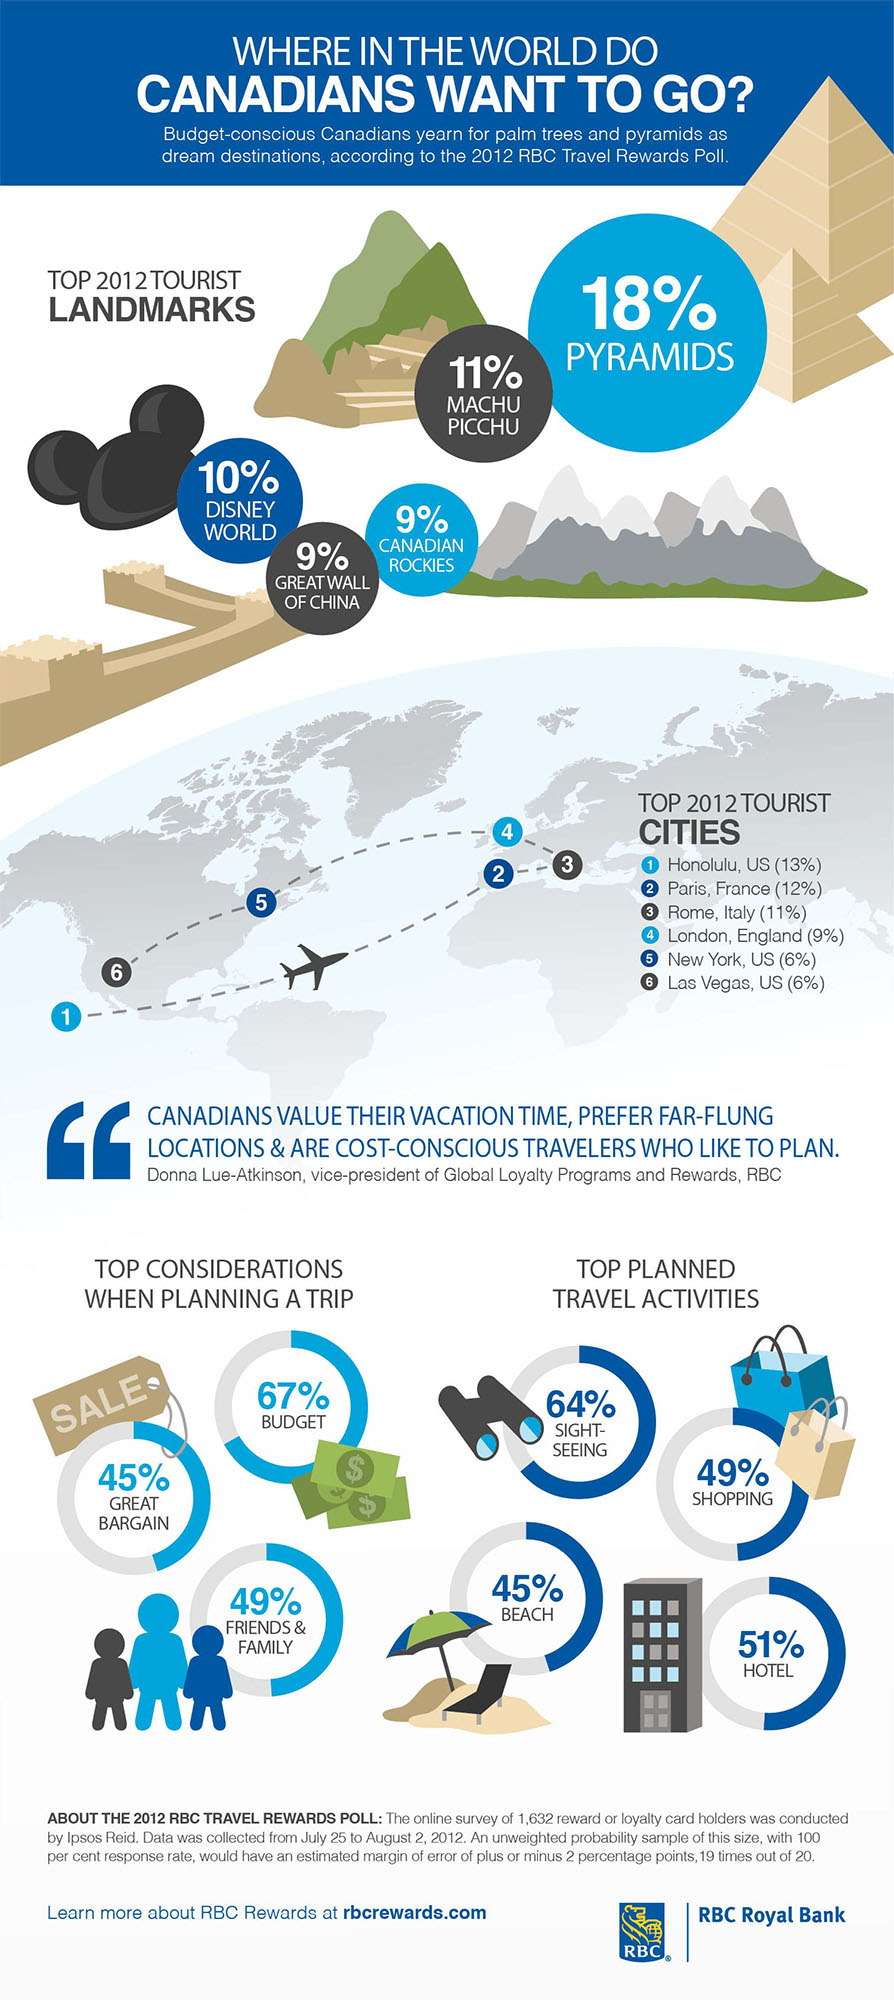 WHERE IN THE WORLD DO
CANADIANS WANT TO GO?
Budget-conscious Canadians yearn for palm trees and pyramids as
dream destinations, according to the 2012 RBC Travel Rewards Poll.
TOP 2012 TOURIST
LANDMARKS
18%
PYRAMIDS
11%
MACHU
PICCHU
10%
DISNEY
WORLD
9%
CANADIAN
ROCKIES
9%
GREAT WALL
OF CHINA
TOP 2012 TOURIST
CITIES
1 Honolulu, US (13%)
2 Paris, France (12%)
3 Rome, Italy (11%)
4 London, England (9%)
5 New York, US (6%)
6 Las Vegas, US (6%)
4
3
2
5
6
1
CANADIANS VALUE THEIR VACATION TIME, PREFER FAR-FLUNG
LOCATIONS & ARE COST-CONSCIOUS TRAVELERS WHO LIKE TO PLAN.
Donna Lue-Atkinson, vice-president of Global Loyalty Programs and Rewards, RBC
TOP CONSIDERATIONS
WHEN PLANNING A TRIP
SALE
67%
BUDGET
$
$
45%
GREAT
BARGAIN
49%
FRIENDS &
FAMILY
TOP PLANNED
TRAVEL ACTIVITIES
64%
SIGHT-
SEEING
49%
SHOPPING
45%
BEACH
51%
HOTEL
ABOUT THE 2012 RBC TRAVEL REWARDS POLL: The online survey of 1,632 reward or loyalty card holders was conducted
by Ipsos Reid. Data was collected from July 25 to August 2, 2012. An unweighted probability sample of this size, with 100
per cent response rate, would have an estimated margin of error of plus or minus 2 percentage points,19 times out of 20.
Learn more about RBC Rewards at rbcrewards.com
RBC ®
RBC Royal Bank